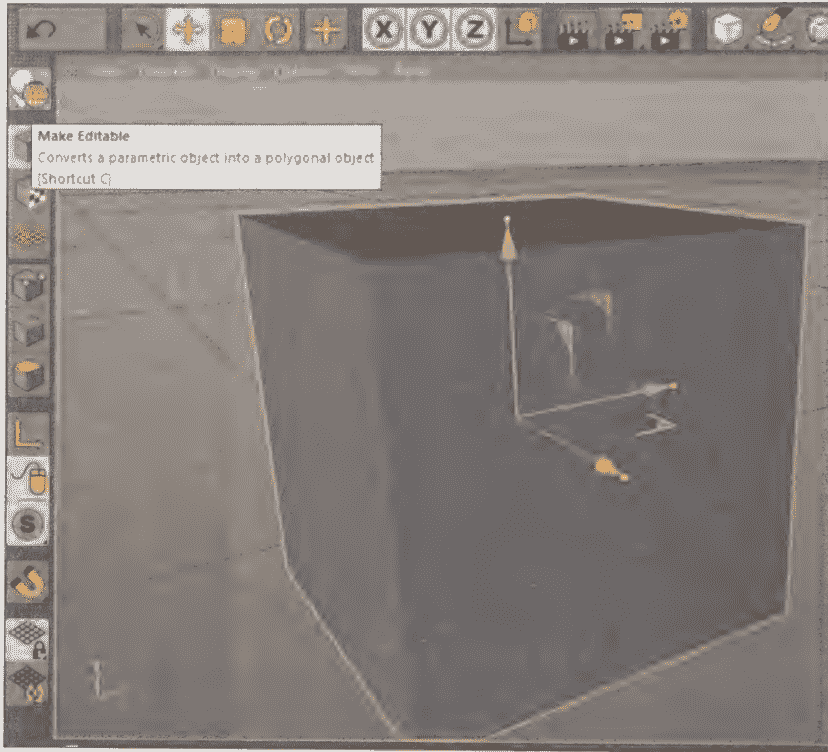 X Y Z
Make Editable
Converts a parametric object into a polygonal object
[Shortcut C]
S